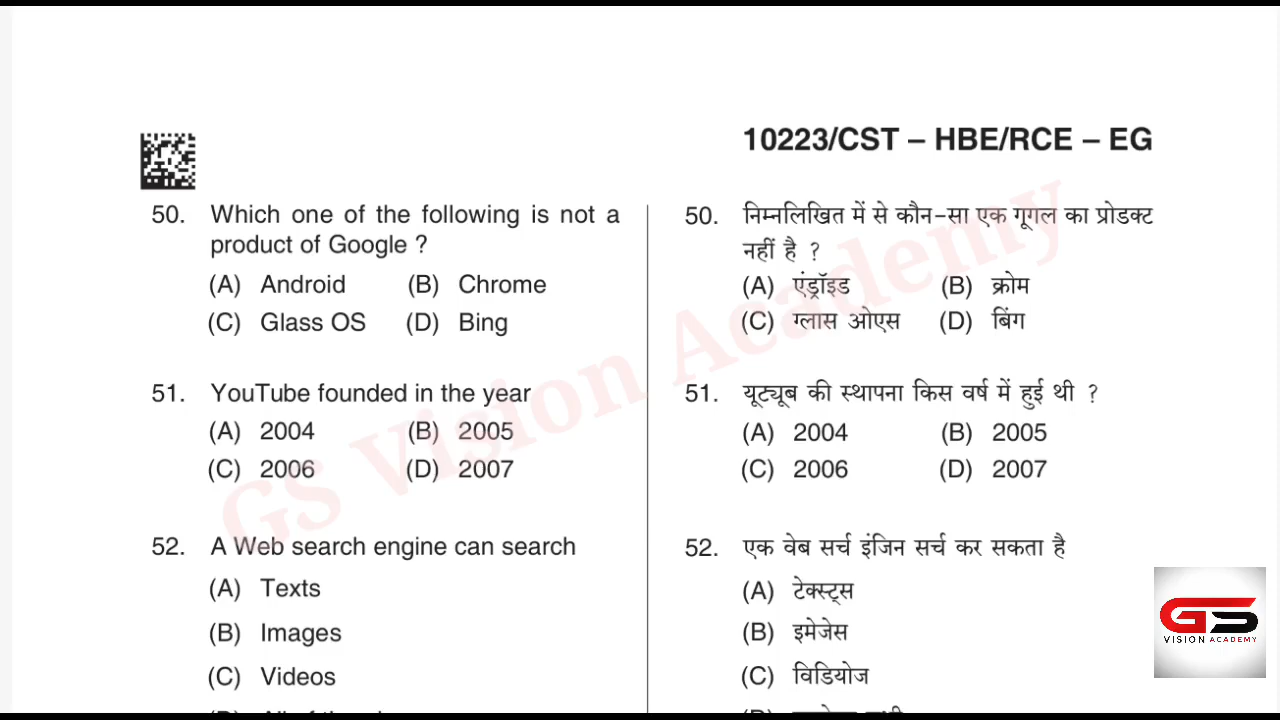 10223/CST – HBE/RCE – EG
50. Which one of the following is not a
product of Google ?
(A) Android (B) Chrome
(C) Glass OS (D) Bing
51. YouTube founded in the year
(A) 2004 (B) 2005
(C) 2006 (D) 2007
52. A Web search engine can search
(A) Texts
(B) Images
(C) Videos
50. निम्नलिखित में से कौन-सा एक गूगल का प्रोडक्ट
नहीं है ?
(A) एंड्रॉइड (B) क्रोम
(C) ग्लास ओएस (D) बिंग
51. यूट्यूब की स्थापना किस वर्ष में हुई थी ?
(A) 2004 (B) 2005
(C) 2006 (D) 2007
52. एक वेब सर्च इंजिन सर्च कर सकता है
(A) टेक्स्ट्स
(B) इमेजेस
(C) विडियोज
GS Vision Academy
GS
VISION ACADEMY